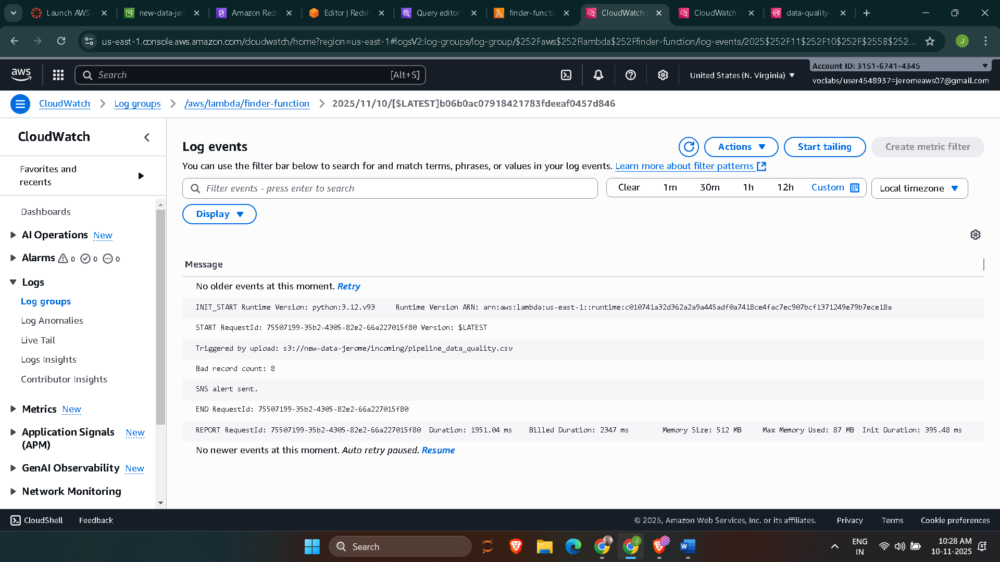 Launch AWS
new-data-jer
Amazon Reds
Editor | Redsh
Query editor
finder-functio
CloudWatch
CloudWatch
data-quality-
us-east-1.console.aws.amazon.com/cloudwatch/home?region=us-east-1#logsV2:log-groups/log-group/$252Faws$252Flambda$252Ffinder-function/log-events/2025$252F11$252F10$252F$255B$252...
J
aws
Search
[Alt+S]
United States (N. Virginia)
Account ID: 3151-6741-4345
voclabs/user4548937=jeromeaws07@gmail.com
CloudWatch
Log groups
/aws/lambda/finder-function
2025/11/10/[$LATEST]b06b0ac07918421783fdeeaf0457d846
CloudWatch
Favorites and
recents
Dashboards
AI Operations New
Alarms 0 0 0
Logs
Log groups
Log Anomalies
Live Tail
Logs Insights
Contributor Insights
Metrics New
Application Signals New
(APM)
GenAI Observability New
Network Monitoring
Log events
Actions
Start tailing
Create metric filter
You can use the filter bar below to search for and match terms, phrases, or values in your log events. Learn more about filter patterns
Filter events - press enter to search
Clear 1m 30m 1h 12h Custom
Local timezone
Display
Message
No older events at this moment. Retry
INIT_START Runtime Version: python:3.12.v93 Runtime Version ARN: arn:aws:lambda:us-east-1::runtime:c010741a32d362a2a9a445adf0a7418ce4fac7ec907bcf1371249e79b7ece18a
START RequestId: 75507199-35b2-4305-82e2-66a227015f80 Version: $LATEST
Triggered by upload: s3://new-data-jerome/incoming/pipeline_data_quality.csv
Bad record count: 8
SNS alert sent.
END RequestId: 75507199-35b2-4305-82e2-66a227015f80
REPORT RequestId: 75507199-35b2-4305-82e2-66a227015f80 Duration: 1951.04 ms Billed Duration: 2347 ms Memory Size: 512 MB Max Memory Used: 87 MB Init Duration: 395.48 ms
No newer events at this moment. Auto retry paused. Resume
CloudShell
Feedback
© 2025, Amazon Web Services, Inc. or its affiliates.
Privacy
Terms
Cookie preferences
Search
ENG
IN
10:28 AM
10-11-2025